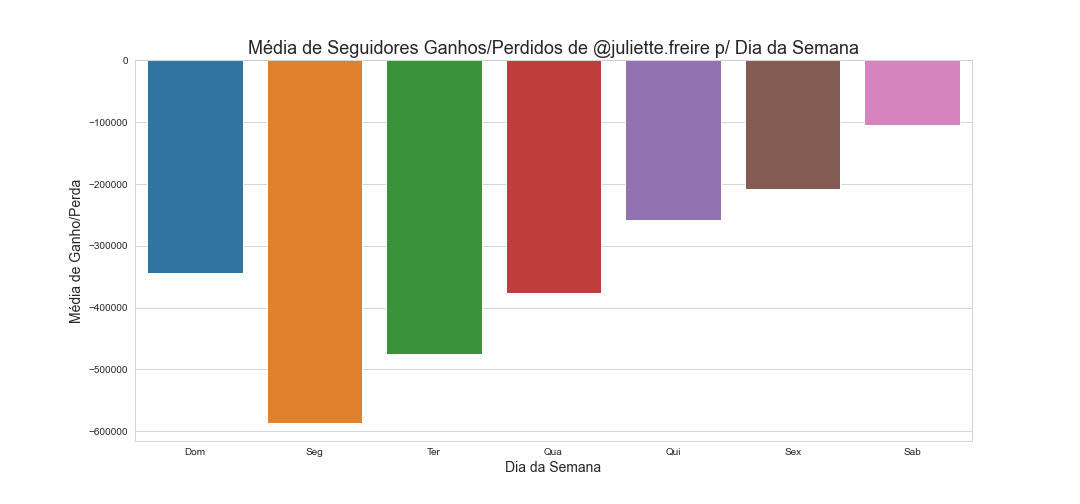 Média de Seguidores Ganhos/Perdidos de @juliette.freire p/ Dia da Semana
0
−100000
−200000
−300000
−400000
−500000
−600000
Média de Ganho/Perda
Dom Seg Ter Qua Qui Sex Sab
Dia da Semana